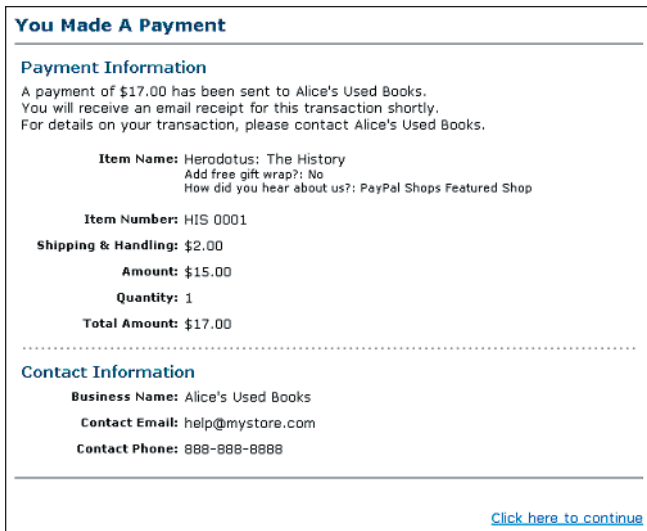 You Made A Payment
Payment Information
A payment of $17.00 has been sent to Alice's Used Books.
You will receive an email receipt for this transaction shortly.
For details on your transaction, please contact Alice's Used Books.
Item Name: Herodotus: The History
Add free gift wrap?: No
How did you hear about us?: PayPal Shops Featured Shop
Item Number: HIS 0001
Shipping & Handling: $2.00
Amount: $15.00
Quantity: 1
Total Amount: $17.00
Contact Information
Business Name: Alice's Used Books
Contact Email: help@mystore.com
Contact Phone: 888-888-8888
Click here to continue